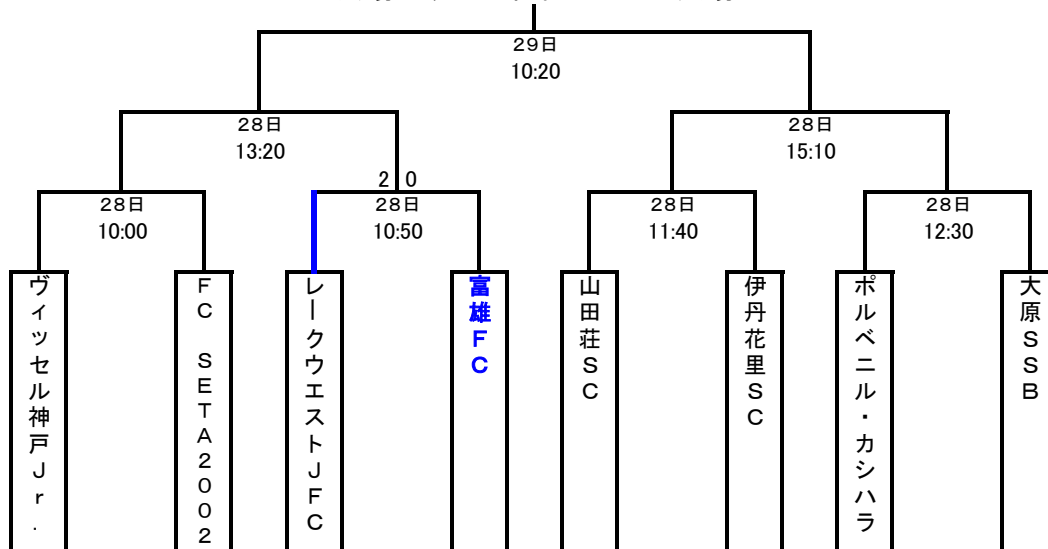 29日
10:20
28日
13:20
28日
15:10
2 0
28日
10:00
28日
10:50
28日
11:40
28日
12:30
ヴィッセル神戸Jr.
FC SETA2002
レークウエストJFC
富雄FC
山田荘SC
伊丹花里SC
ポルベニル・カシハラ
大原SSB